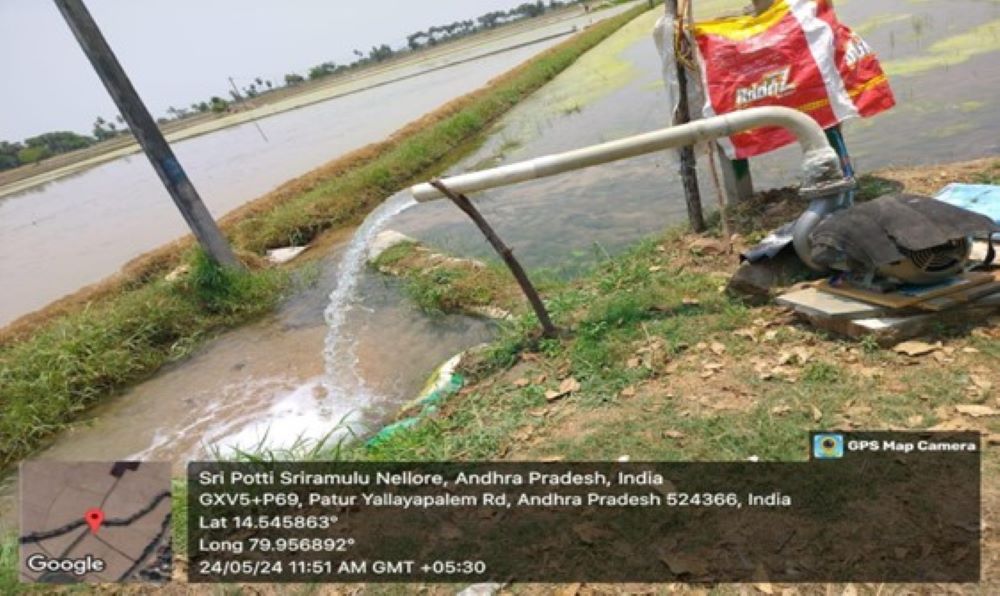 GPS Map Camera
Sri Potti Sriramulu Nellore, Andhra Pradesh, India
GXV5+P69, Patur Yallayapalem Rd, Andhra Pradesh 524366, India
Lat 14.545863°
Long 79.956892°
24/05/24 11:51 AM GMT +05:30
Google